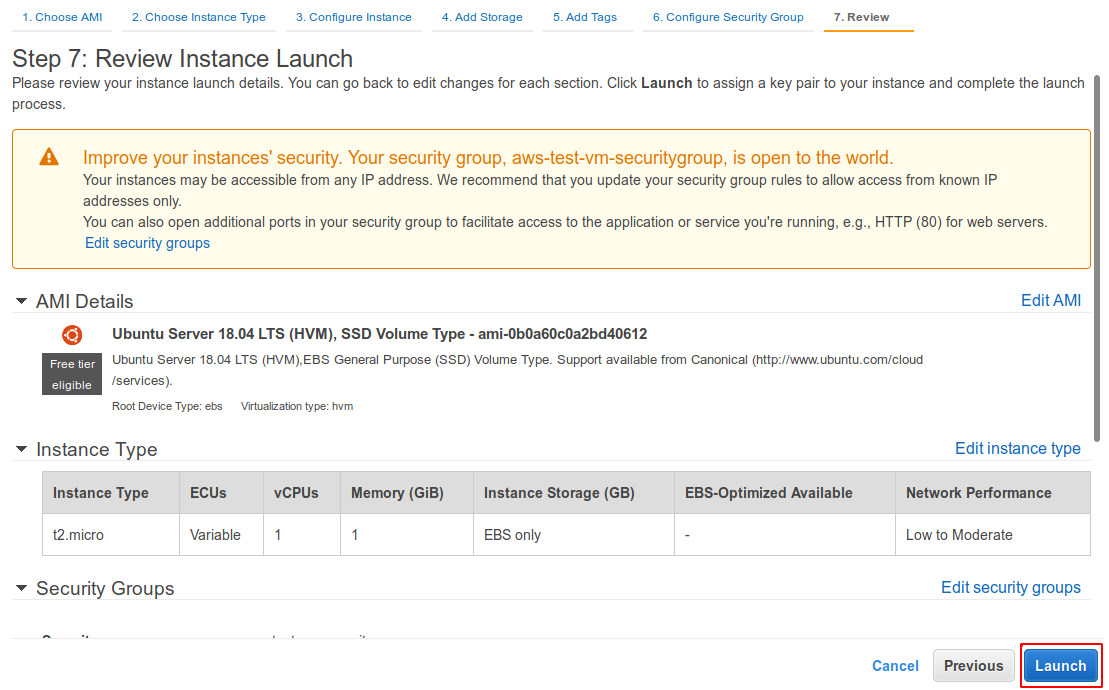 1. Choose AMI 2. Choose Instance Type 3. Configure Instance 4. Add Storage 5. Add Tags 6. Configure Security Group 7. Review
Step 7: Review Instance Launch
Please review your instance launch details. You can go back to edit changes for each section. Click Launch to assign a key pair to your instance and complete the launch
process.
Improve your instances' security. Your security group, aws-test-vm-securitygroup, is open to the world.
Your instances may be accessible from any IP address. We recommend that you update your security group rules to allow access from known IP
addresses only.
You can also open additional ports in your security group to facilitate access to the application or service you're running, e.g., HTTP (80) for web servers.
Edit security groups
AMI Details Edit AMI
Ubuntu Server 18.04 LTS (HVM), SSD Volume Type - ami-0b0a60c0a2bd40612
Free tier
eligible
Ubuntu Server 18.04 LTS (HVM),EBS General Purpose (SSD) Volume Type. Support available from Canonical (http://www.ubuntu.com/cloud
/services).
Root Device Type: ebs Virtualization type: hvm
Instance Type Edit instance type
Instance Type ECUs vCPUs Memory (GiB) Instance Storage (GB) EBS-Optimized Available Network Performance
t2.micro Variable 1 1 EBS only - Low to Moderate
Security Groups Edit security groups
Cancel Previous Launch